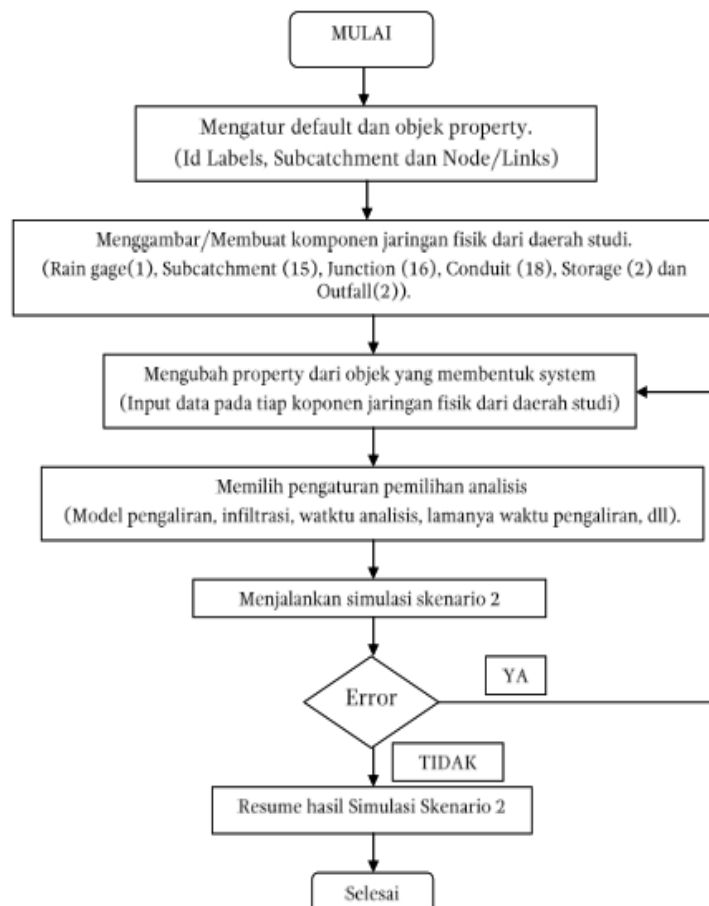 MULAI
Mengatur default dan objek property.
(Id Labels, Subcatchment dan Node/Links)
Menggambar/Membuat komponen jaringan fisik dari daerah studi.
(Rain gage(1), Subcatchment (15), Junction (16), Conduit (18), Storage (2) dan
Outfall(2)).
Mengubah property dari objek yang membentuk system
(Input data pada tiap koponen jaringan fisik dari daerah studi)
Memilih pengaturan pemilihan analisis
(Model pengaliran, infiltrasi, watktu analisis, lamanya waktu pengaliran, dll).
Menjalankan simulasi skenario 2
Error
YA
TIDAK
Resume hasil Simulasi Skenario 2
Selesai